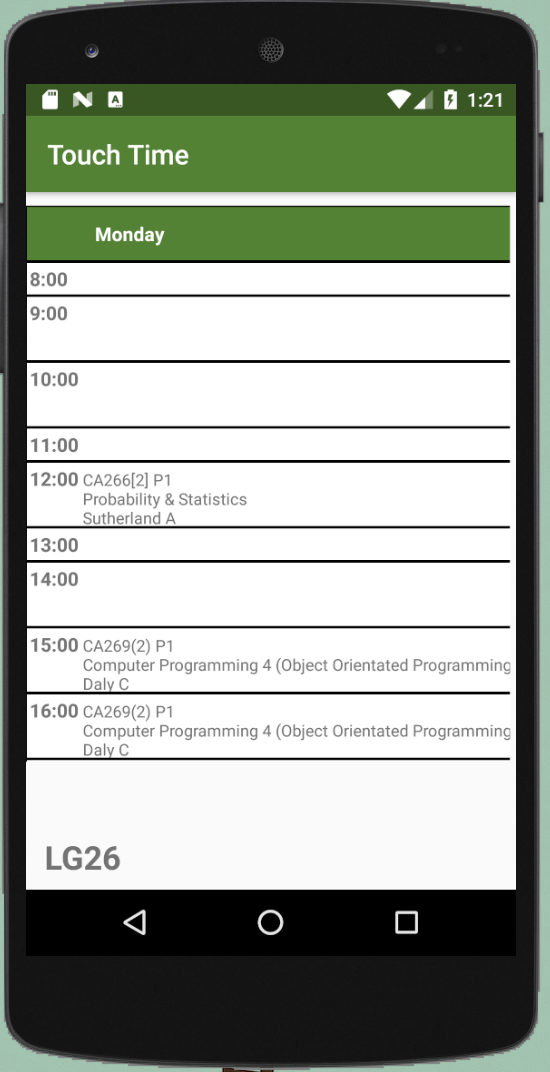 1:21
Touch Time
Monday
8:00
9:00
10:00
11:00
12:00 CA266[2] P1
Probability & Statistics
Sutherland A
13:00
14:00
15:00 CA269(2) P1
Computer Programming 4 (Object Orientated Programming
Daly C
16:00 CA269(2) P1
Computer Programming 4 (Object Orientated Programming
Daly C
LG26